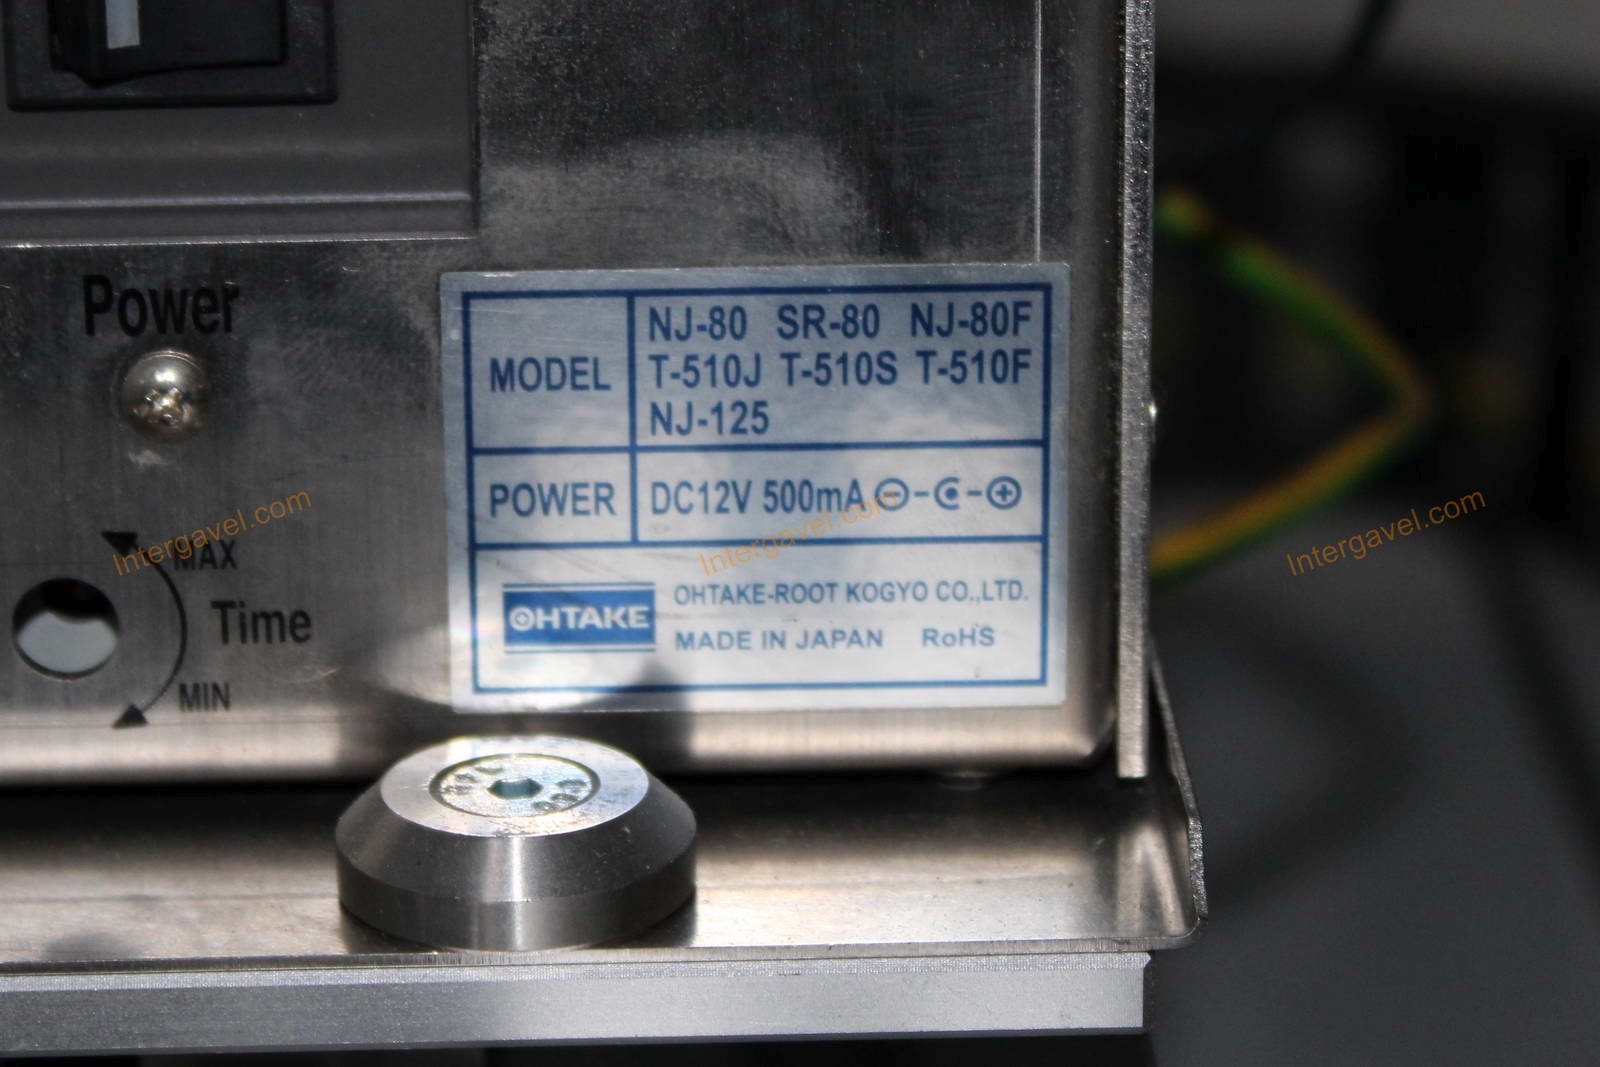 Power
MAX
Time
MIN
MODEL
NJ-80 SR-80 NJ-80F
T-510J T-510S T-510F
NJ-125
POWER
DC12V 500mA
OHTAKE
OHTAKE-ROOT KOGYO CO.,LTD.
MADE IN JAPAN RoHS
Intergavel.com
Intergavel.com
Intergavel.com